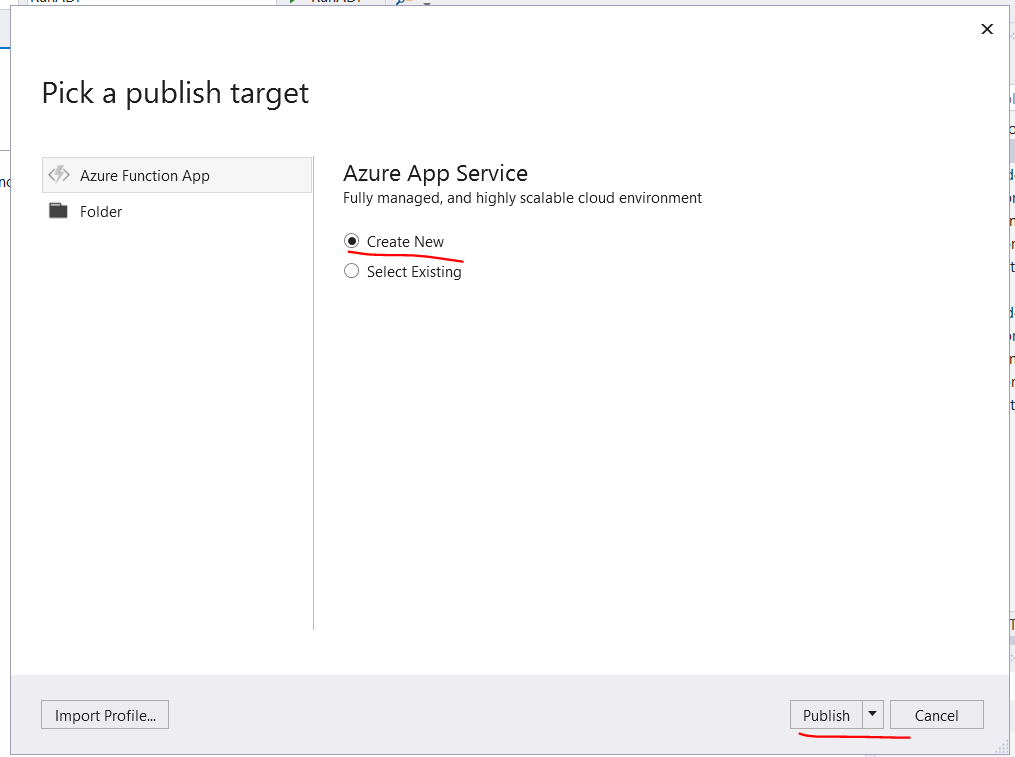 Pick a publish target
Azure Function App
Folder
Azure App Service
Fully managed, and highly scalable cloud environment
Create New
Select Existing
Import Profile...
Publish
Cancel